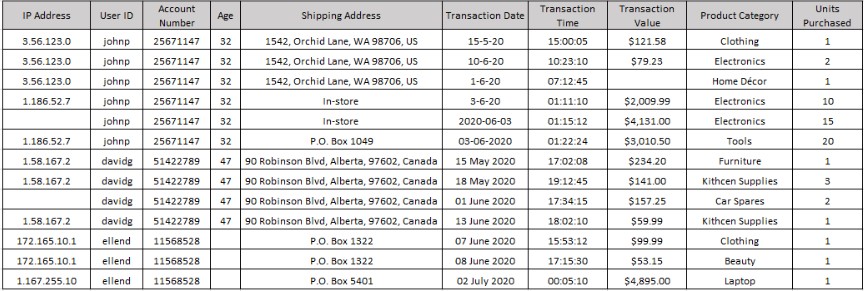 IP Address User ID Account Number Age Shipping Address Transaction Date Transaction Time Transaction Value Product Category Units Purchased
3.56.123.0 johnp 25671147 32 1542, Orchid Lane, WA 98706, US 15-5-20 15:00:05 $121.58 Clothing 1
3.56.123.0 johnp 25671147 32 1542, Orchid Lane, WA 98706, US 10-6-20 10:23:10 $79.23 Electronics 2
3.56.123.0 johnp 25671147 32 1542, Orchid Lane, WA 98706, US 1-6-20 07:12:45 Home Décor 1
1.186.52.7 johnp 25671147 32 In-store 3-6-20 01:11:10 $2,009.99 Electronics 10
johnp 25671147 32 In-store 2020-06-03 01:15:12 $4,131.00 Electronics 15
1.186.52.7 johnp 25671147 32 P.O. Box 1049 03-06-2020 01:22:24 $3,010.50 Tools 20
1.58.167.2 davidg 51422789 47 90 Robinson Blvd, Alberta, 97602, Canada 15 May 2020 17:02:08 $234.20 Furniture 1
1.58.167.2 davidg 51422789 47 90 Robinson Blvd, Alberta, 97602, Canada 18 May 2020 19:12:45 $141.00 Kithcen Supplies 3
davidg 51422789 47 90 Robinson Blvd, Alberta, 97602, Canada 01 June 2020 17:34:15 $157.25 Car Spares 2
1.58.167.2 davidg 51422789 47 90 Robinson Blvd, Alberta, 97602, Canada 13 June 2020 18:02:10 $59.99 Kithcen Supplies 1
172.165.10.1 ellend 11568528 P.O. Box 1322 07 June 2020 15:53:12 $99.99 Clothing 1
172.165.10.1 ellend 11568528 P.O. Box 1322 08 June 2020 17:15:30 $53.15 Beauty 1
1.167.255.10 ellend 11568528 P.O. Box 5401 02 July 2020 00:05:10 $4,895.00 Laptop 1